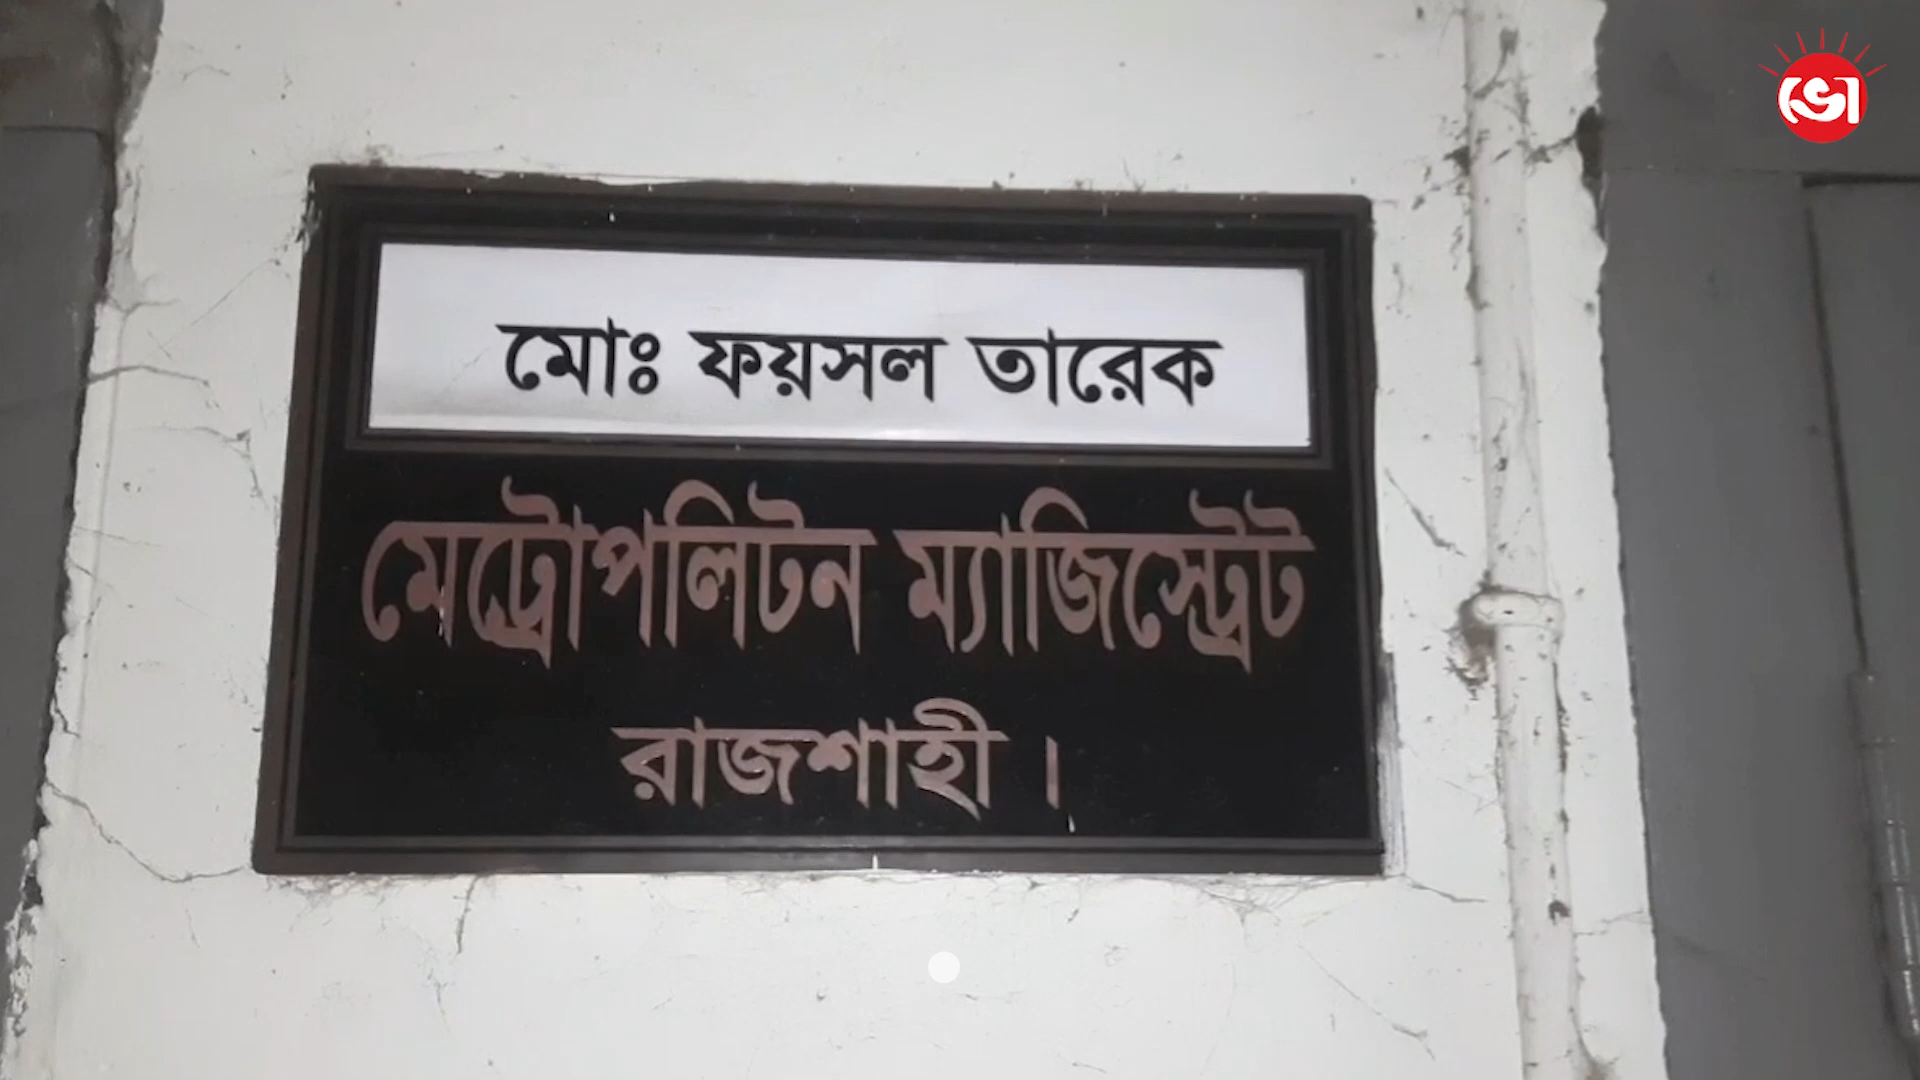 ভো
মোঃ ফয়সল তারেক
মেট্রোপলিটন ম্যাজিস্ট্রেট
রাজশাহী।